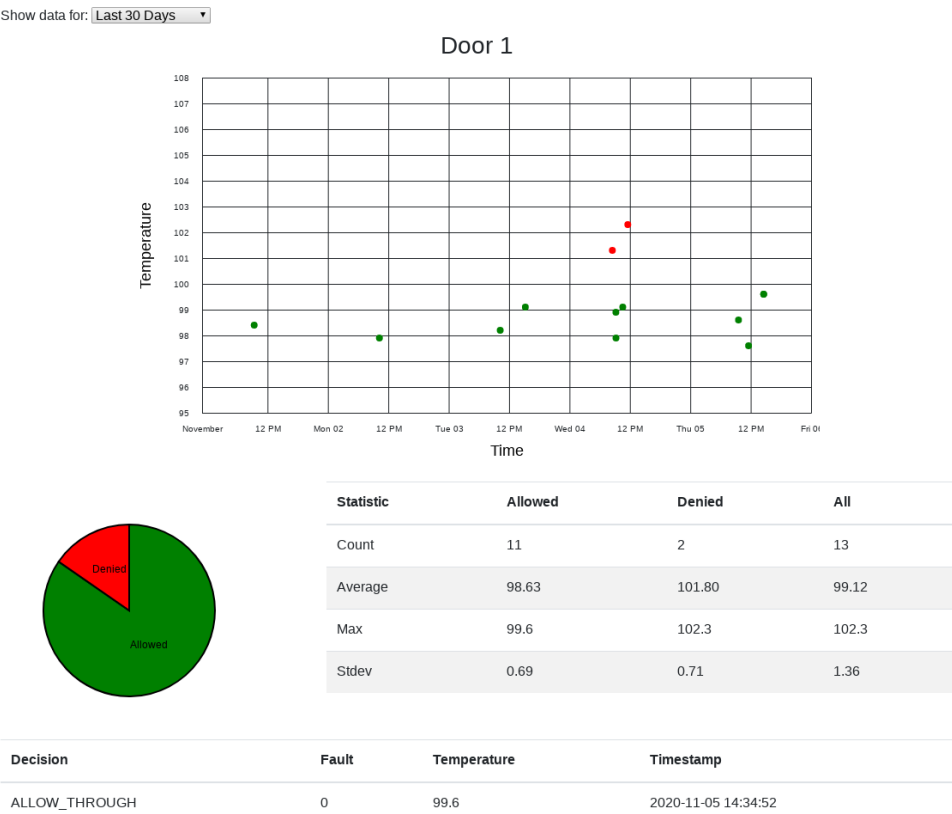 Show data for: Last 30 Days
Door 1
108
107
106
105
104
103
102
101
100
99
98
97
96
95
Temperature
November 12 PM Mon 02 12 PM Tue 03 12 PM Wed 04 12 PM Thu 05 12 PM Fri 0
Time
Denied
Allowed
Statistic Allowed Denied All
Count 11 2 13
Average 98.63 101.80 99.12
Max 99.6 102.3 102.3
Stdev 0.69 0.71 1.36
Decision Fault Temperature Timestamp
ALLOW_THROUGH 0 99.6 2020-11-05 14:34:52